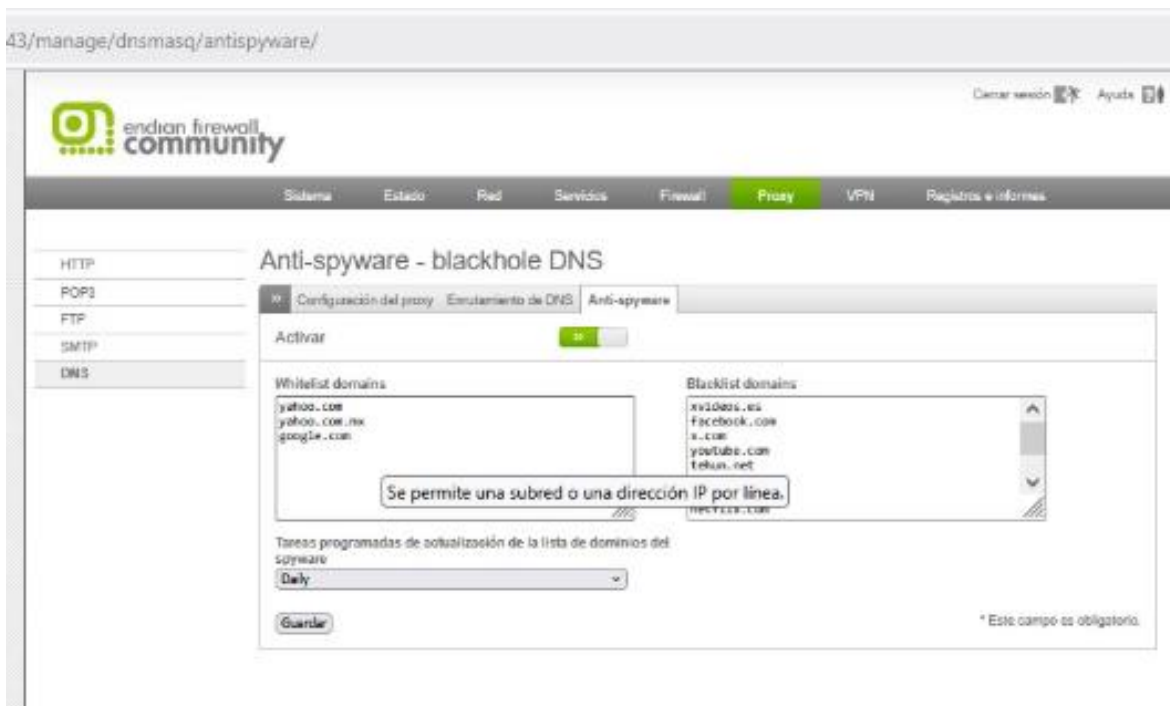 43/manage/dnsmasq/antispyware/
Cerrar sesión Ayuda
endian firewall
community
Sistema Estado Red Servicios Firewall Proxy VPN Registros e informes
HTTP
POP3
FTP
SMTP
DNS
Anti-spyware - blackhole DNS
Configuración del proxy Enrutamiento de DNS Anti-spyware
Activar
Whitelist domains
yahoo.com
yahoo.com.mx
google.com
Blacklist domains
xvideos.es
facebook.com
x.com
youtube.com
tehun.net
netflix.com
Se permite una subred o una dirección IP por línea.
Tareas programadas de actualización de la lista de dominios del
spyware
Daily
Guardar
* Este campo es obligatorio.